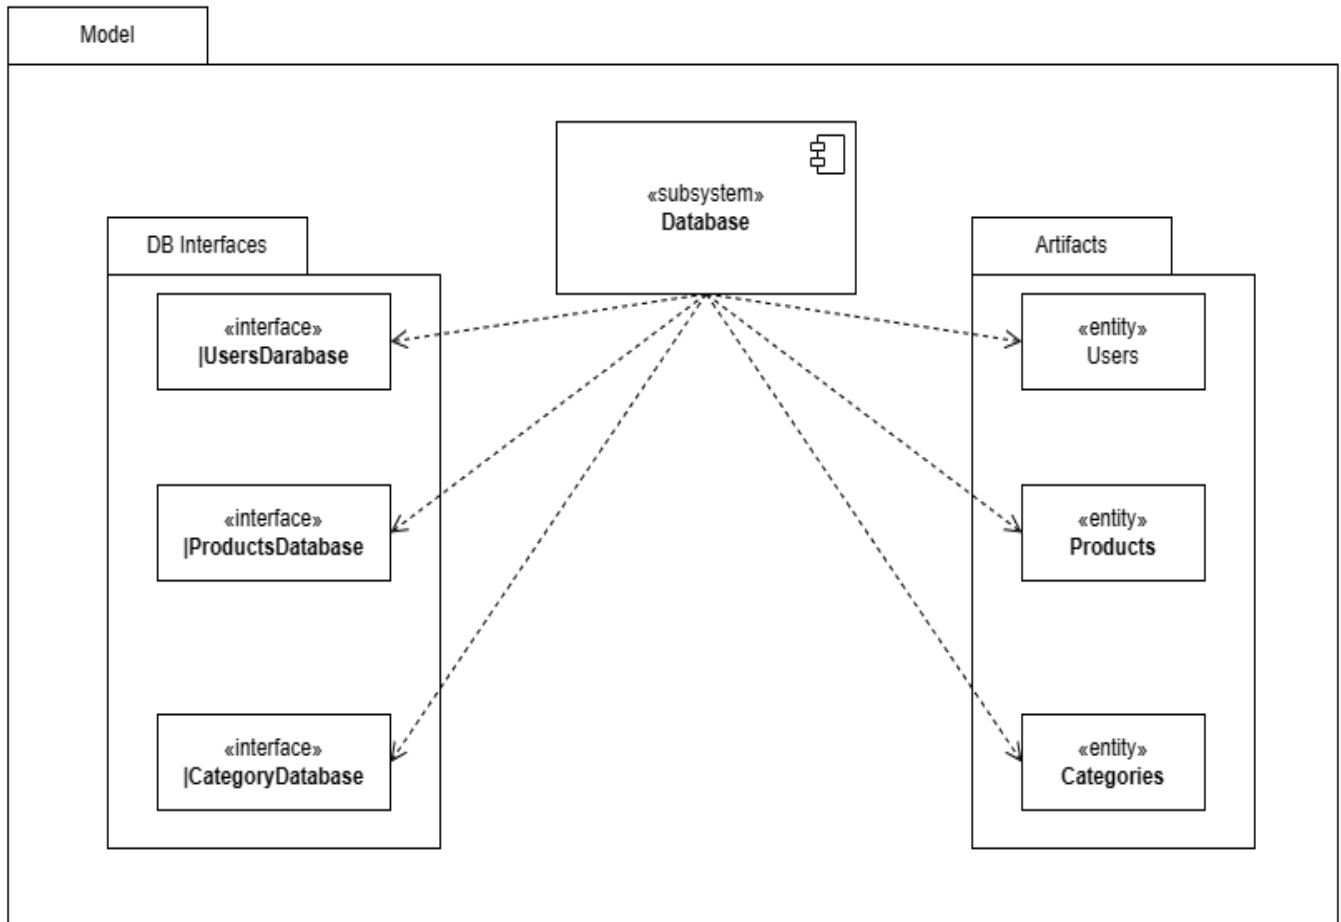 Model
«subsystem»
Database
DB Interfaces
«interface»
|UsersDarabase
«interface»
|ProductsDatabase
«interface»
|CategoryDatabase
Artifacts
«entity»
Users
«entity»
Products
«entity»
Categories